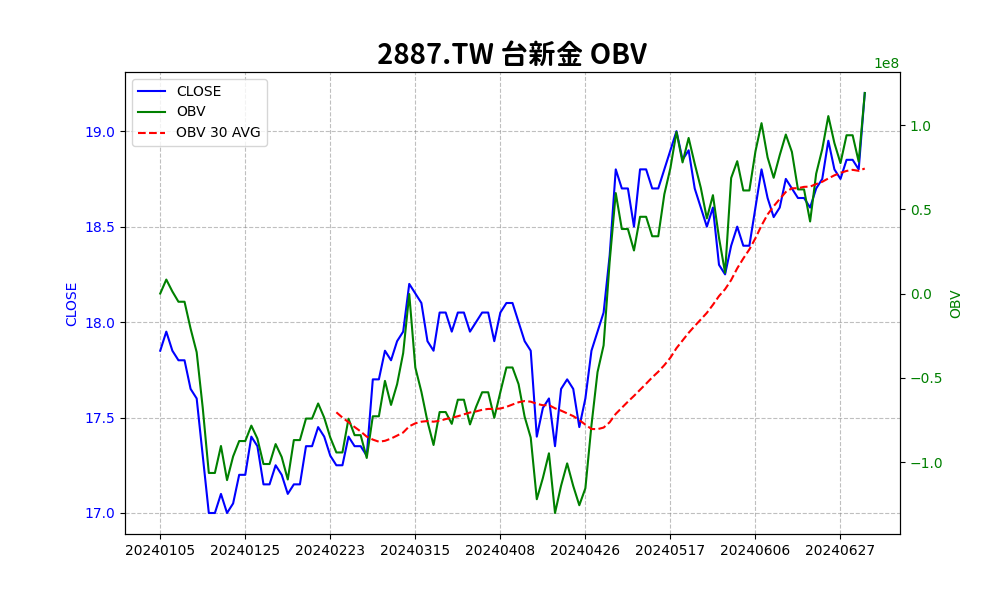 2887.TW 台新金 OBV
1e8
CLOSE
OBV
OBV 30 AVG
19.0
18.5
18.0
17.5
17.0
CLOSE
1.0
0.5
0.0
−0.5
−1.0
OBV
20240105 20240125 20240223 20240315 20240408 20240426 20240517 20240606 20240627